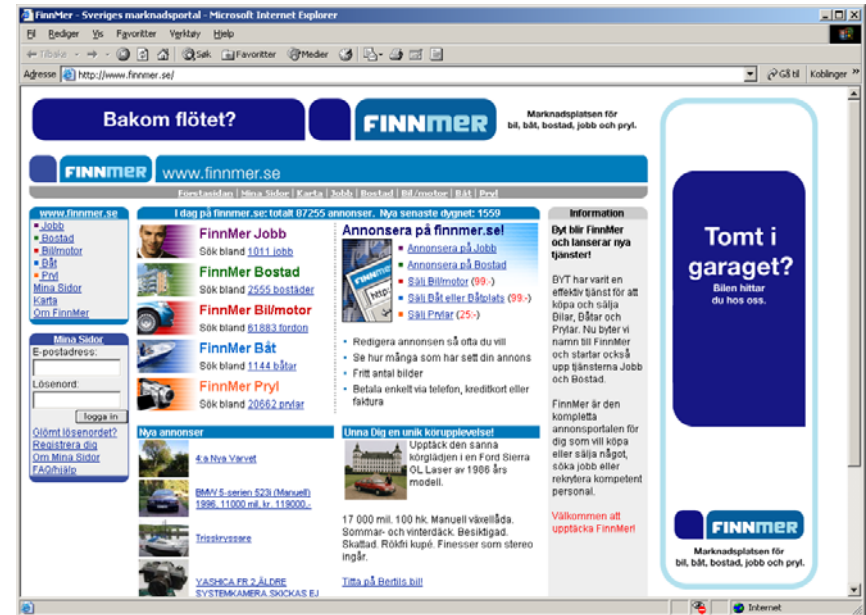 FinnMer - Sveriges marknadsportal - Microsoft Internet Explorer
Fil Rediger Vis Favoritter Verktøy Hjelp
Tilbake Søk Favoritter Medier
Adresse http://www.finnmer.se/ Gå til Koblinger »
Bakom flötet?
FINNmer
Marknadsplatsen för
bil, båt, bostad, jobb och pryl.
FINNmer www.finnmer.se
Förstasidan | Mina Sidor | Karta | Jobb | Bostad | Bil/motor | Båt | Pryl
www.finnmer.se
Jobb
Bostad
Bil/motor
Båt
Pryl
Mina Sidor
Karta
Om FinnMer
Mina Sidor
E-postadress:
Lösenord:
logga in
Glömt lösenordet?
Registrera dig
Om Mina Sidor
FAQ/hjälp
I dag på finnmer.se: totalt 87255 annonser. Nya senaste dygnet: 1559
FinnMer Jobb
Sök bland 1011 jobb
FinnMer Bostad
Sök bland 2555 bostäder
FinnMer Bil/motor
Sök bland 61883 fordon
FinnMer Båt
Sök bland 1144 båtar
FinnMer Pryl
Sök bland 20662 prylar
Annonsera på finnmer.se!
Annonsera på Jobb
Annonsera på Bostad
Sälj Bil/motor (99:-)
Sälj Båt eller Båtplats (99:-)
Sälj Prylar (25:-)
finnmer
http:/
• Redigera annonsen så ofta du vill
• Se hur många som har sett din annons
• Fritt antal bilder
• Betala enkelt via telefon, kreditkort eller
faktura
Nya annonser
4:a Nya Varvet
BMW 5-serien 523i (Manuell)
1996, 11000 mil, kr. 119000,-
Trisskryssare
YASHICA FR 2,ÄLDRE
SYSTEMKAMERA.SKICKAS EJ
Unna Dig en unik körupplevelse!
Upptäck den sanna
körglädjen i en Ford Sierra
GL Laser av 1986 års
modell.
17 000 mil. 100 hk. Manuell växellåda.
Sommar- och vinterdäck. Besiktigad.
Skattad. Rökfri kupé. Finesser som stereo
ingår.
Titta på Bertils bil!
Information
Byt blir FinnMer
och lanserar nya
tjänster!
BYT har varit en
effektiv tjänst för att
köpa och sälja
Bilar, Båtar och
Prylar. Nu byter vi
namn till FinnMer
och startar också
upp tjänsterna Jobb
och Bostad.
FinnMer är den
kompletta
annonsportalen för
dig som vill köpa
eller sälja något,
söka jobb eller
rekrytera kompetent
personal.
Välkommen att
upptäcka FinnMer!
Tomt i
garaget?
Bilen hittar
du hos oss.
FINNmer
Marknadsplatsen för
bil, båt, bostad, jobb och pryl.
Internet